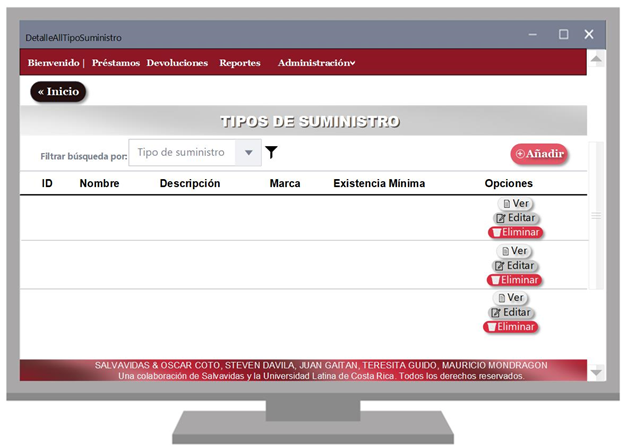 DetalleAllTipoSuministro
Bienvenido | Préstamos Devoluciones Reportes Administración
« Inicio
TIPOS DE SUMINISTRO
Filtrar búsqueda por: Tipo de suministro
Añadir
ID Nombre Descripción Marca Existencia Mínima Opciones
Ver
Editar
Eliminar
Ver
Editar
Eliminar
Ver
Editar
Eliminar
SALVAVIDAS & OSCAR COTO, STEVEN DAVILA, JUAN GAITAN, TERESITA GUIDO, MAURICIO MONDRAGON
Una colaboración de Salvavidas y la Universidad Latina de Costa Rica. Todos los derechos reservados.